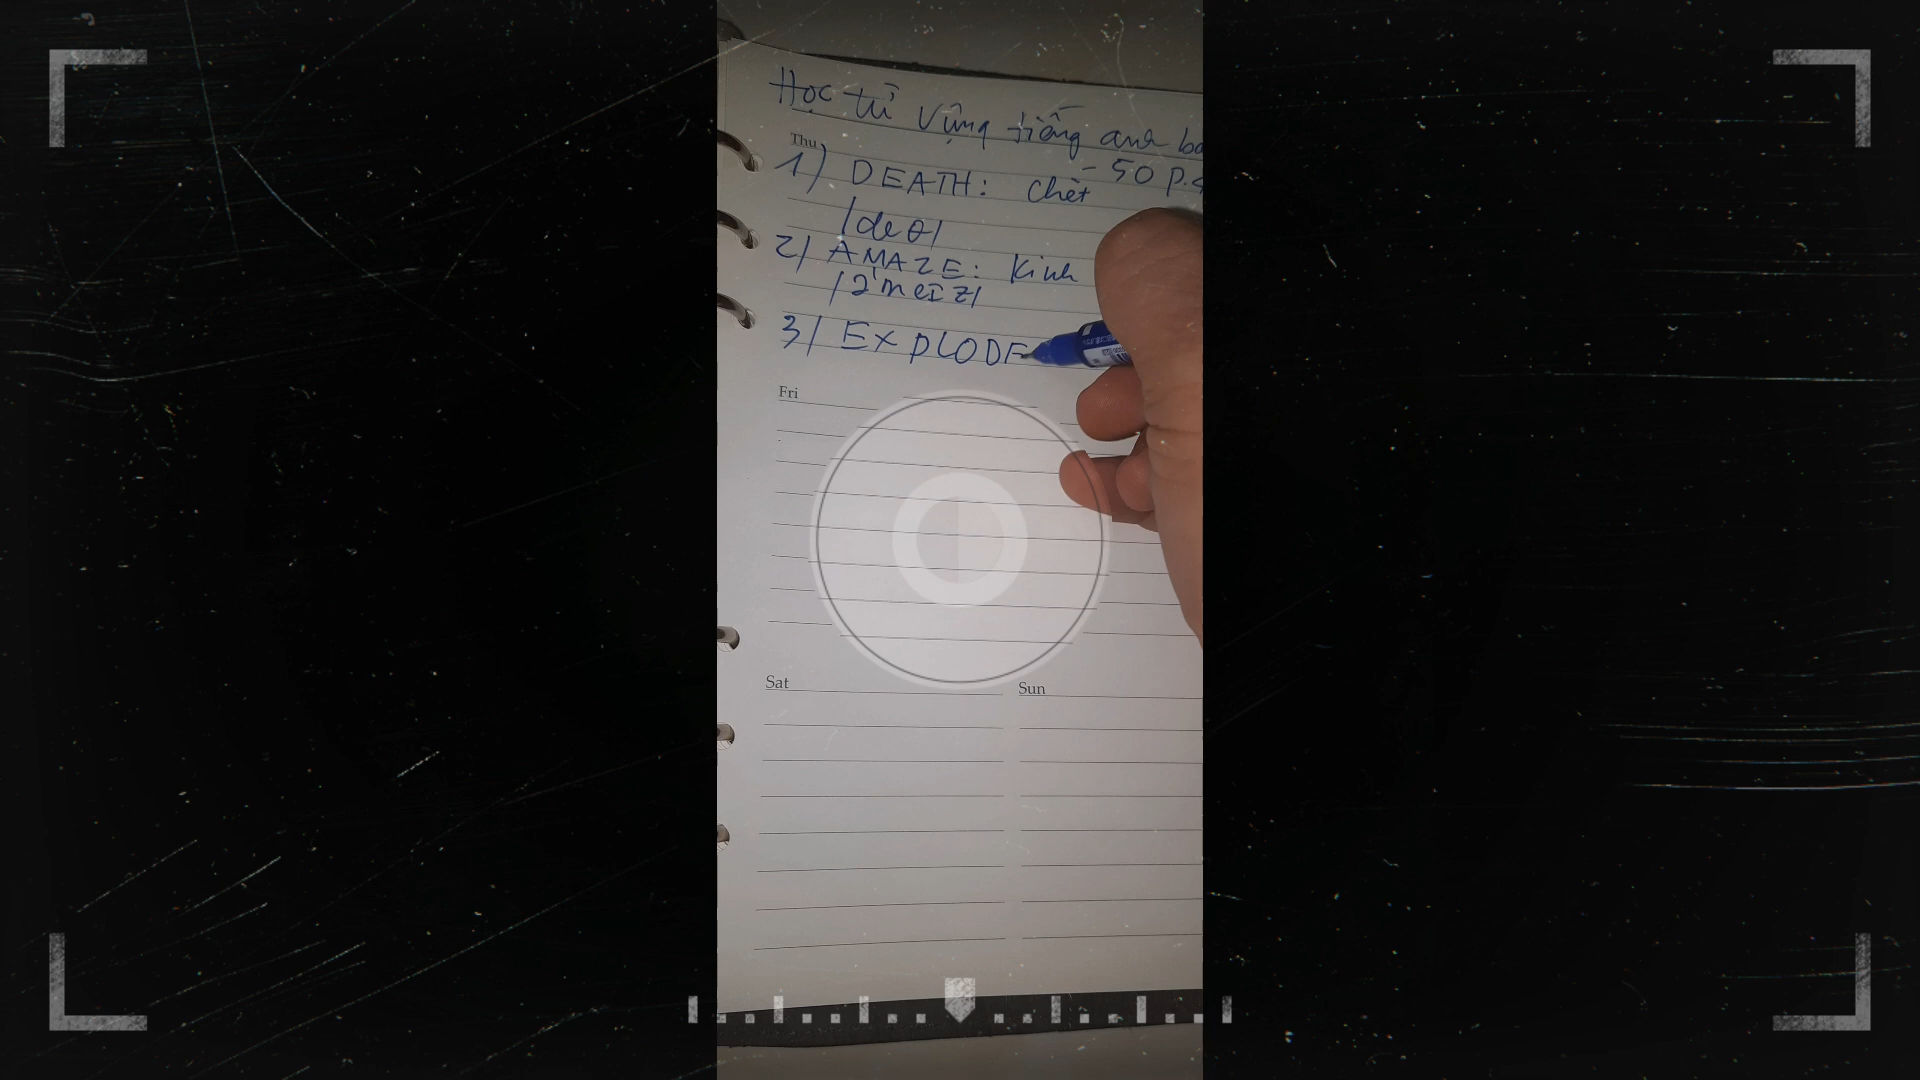 Học từ vựng tiếng anh
Thu
- 50
1) DEATH: Chết
/deθ/
2) AMAZE: Kinh
/ə'meɪz/
3) EXPLODE
Fri
Sat Sun